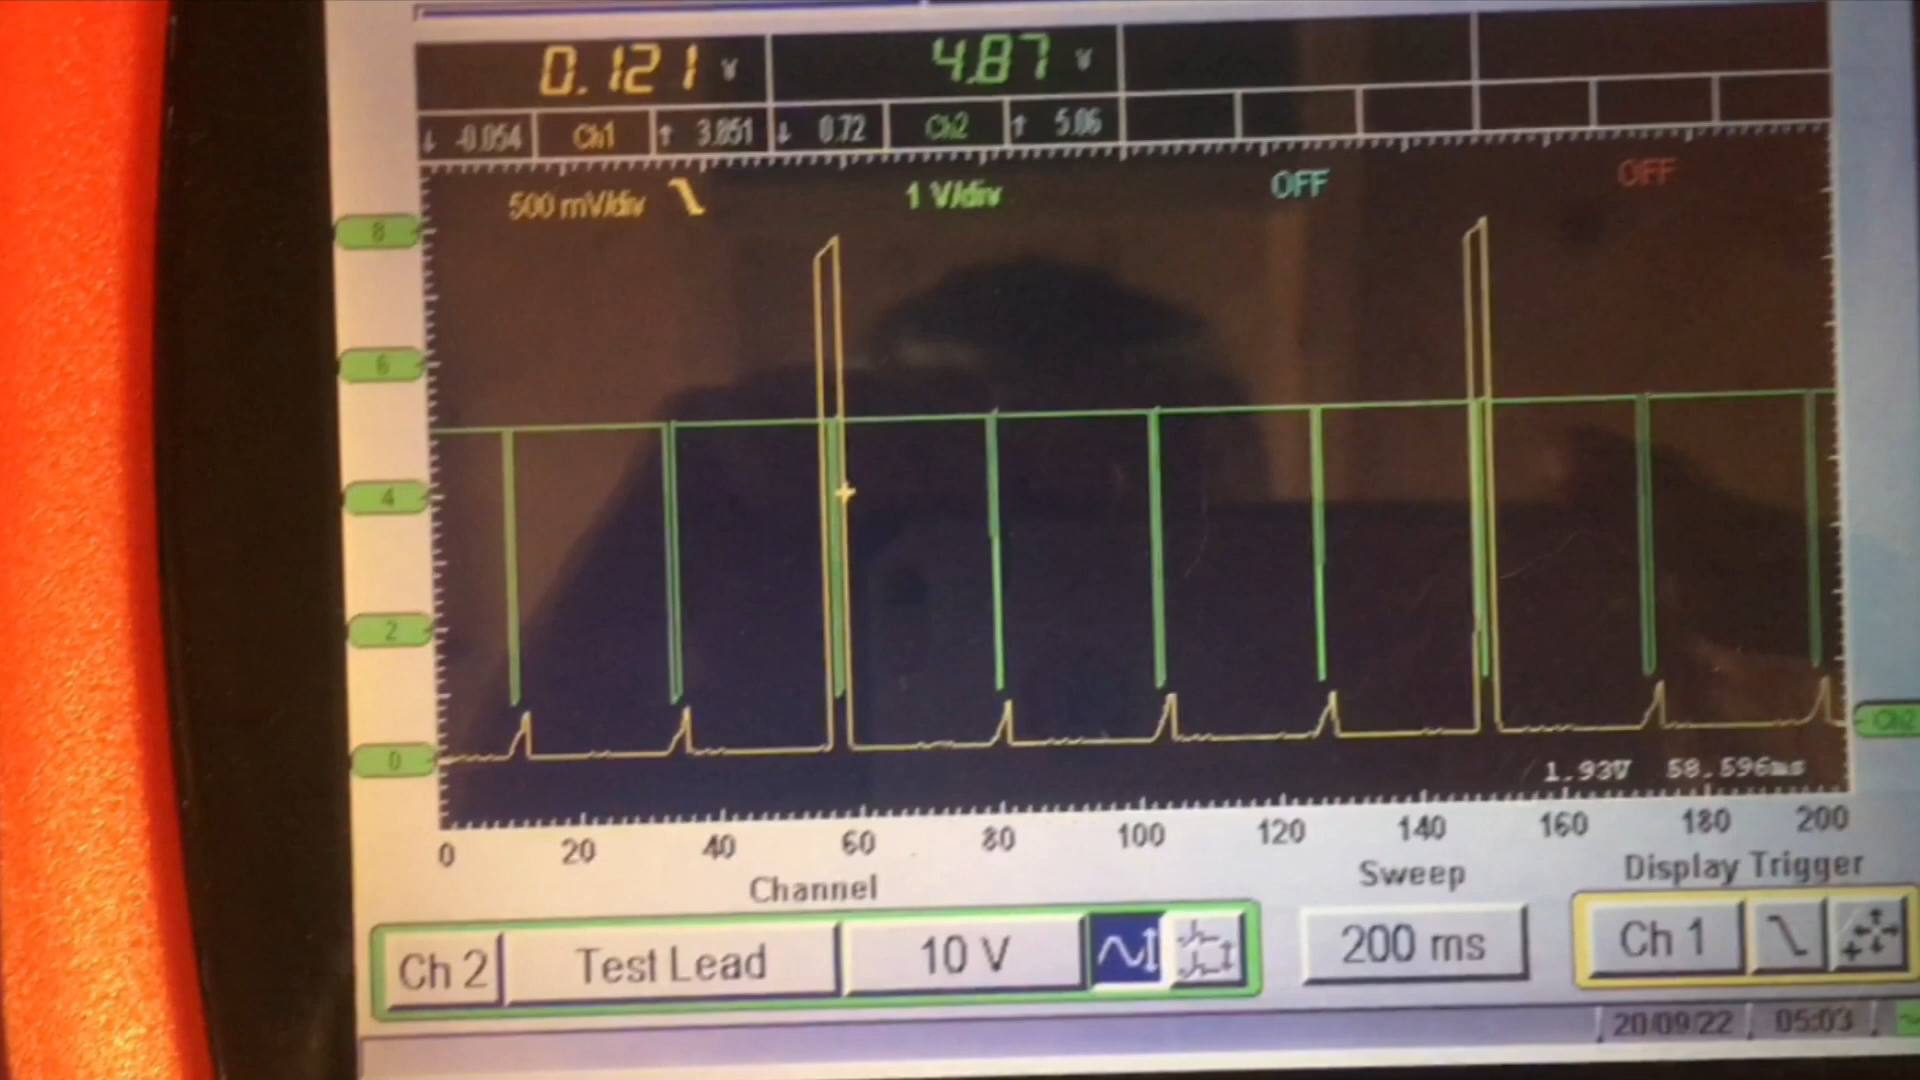 0.121 V 4.87 V
↓ -0.054 Ch1 ↑ 3.851 ↓ 0.72 Ch2 ↑ 5.06
500 mV/div 1 V/div OFF OFF
8
6
4
2
0
Ch2
1.93V 58.596ms
0 20 40 60 80 100 120 140 160 180 200
Channel Sweep Display Trigger
Ch 2 Test Lead 10 V 200 ms Ch 1
20/09/22 05:03